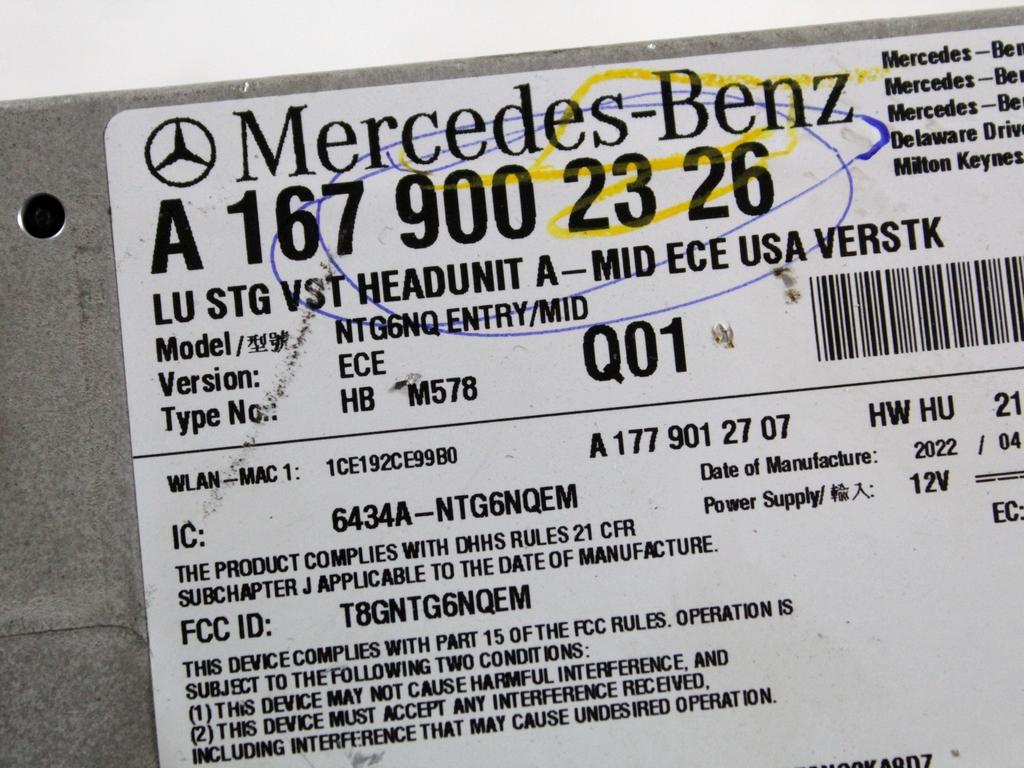 Mercedes-Benz
A 167 900 23 26
LU STG VST HEADUNIT A-MID ECE USA VERSTK
Model/型號 NTG6NQ ENTRY/MID
Version: ECE
Type No.: HB M578
Q01
Mercedes-Ben
Mercedes-Ben
Mercedes-Be
Delaware Drive
Milton Keynes
WLAN-MAC 1: 1CE192CE99B0
A 177 901 27 07
HW HU 21
Date of Manufacture: 2022 / 04
Power Supply/ 輸入: 12V
EC:
IC: 6434A-NTG6NQEM
THE PRODUCT COMPLIES WITH DHHS RULES 21 CFR
SUBCHAPTER J APPLICABLE TO THE DATE OF MANUFACTURE.
FCC ID: T8GNTG6NQEM
THIS DEVICE COMPLIES WITH PART 15 OF THE FCC RULES. OPERATION IS
SUBJECT TO THE FOLLOWING TWO CONDITIONS:
(1) THIS DEVICE MAY NOT CAUSE HARMFUL INTERFERENCE, AND
(2) THIS DEVICE MUST ACCEPT ANY INTERFERENCE RECEIVED,
INCLUDING INTERFERENCE THAT MAY CAUSE UNDESIRED OPERATION.